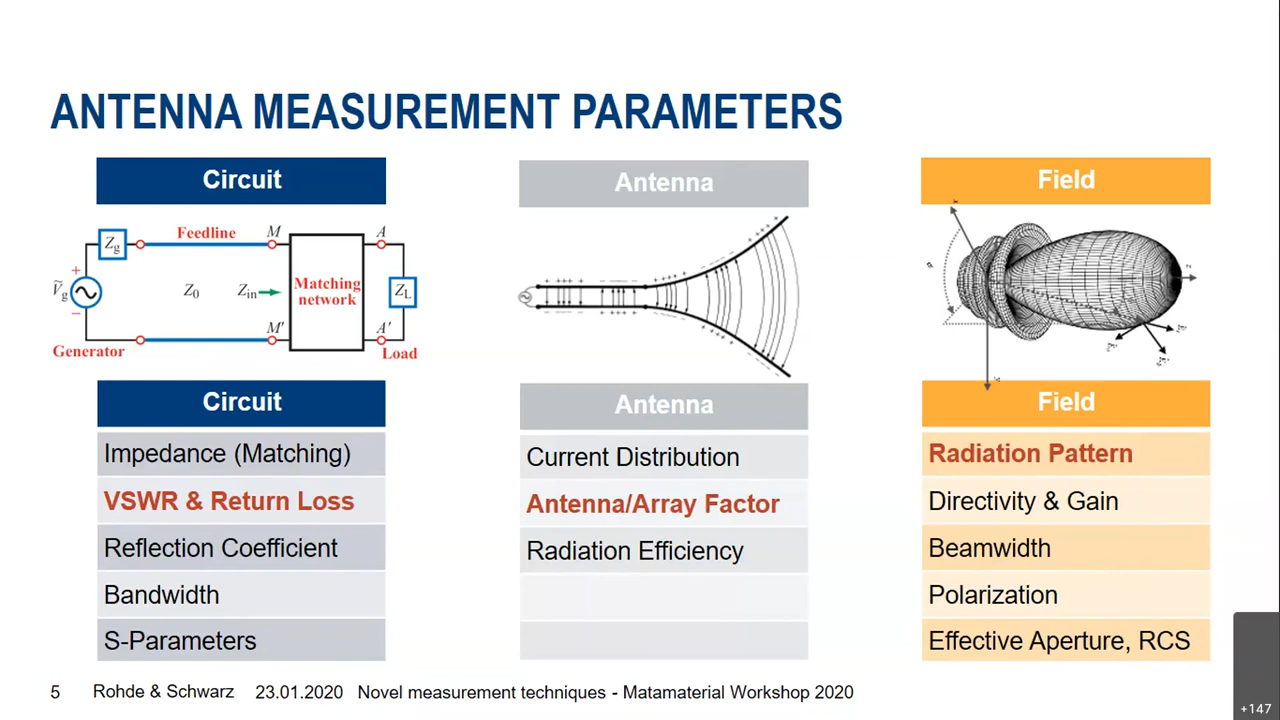 ANTENNA MEASUREMENT PARAMETERS
Circuit
Antenna
Field
Zg
Feedline
M
A
+
Ṽg
−
Z0
Zin
Matching
network
ZL
M'
A'
Generator
Load
Circuit
Impedance (Matching)
VSWR & Return Loss
Reflection Coefficient
Bandwidth
S-Parameters
Antenna
Current Distribution
Antenna/Array Factor
Radiation Efficiency
Field
Radiation Pattern
Directivity & Gain
Beamwidth
Polarization
Effective Aperture, RCS
5 Rohde & Schwarz 23.01.2020 Novel measurement techniques - Matamaterial Workshop 2020
+147